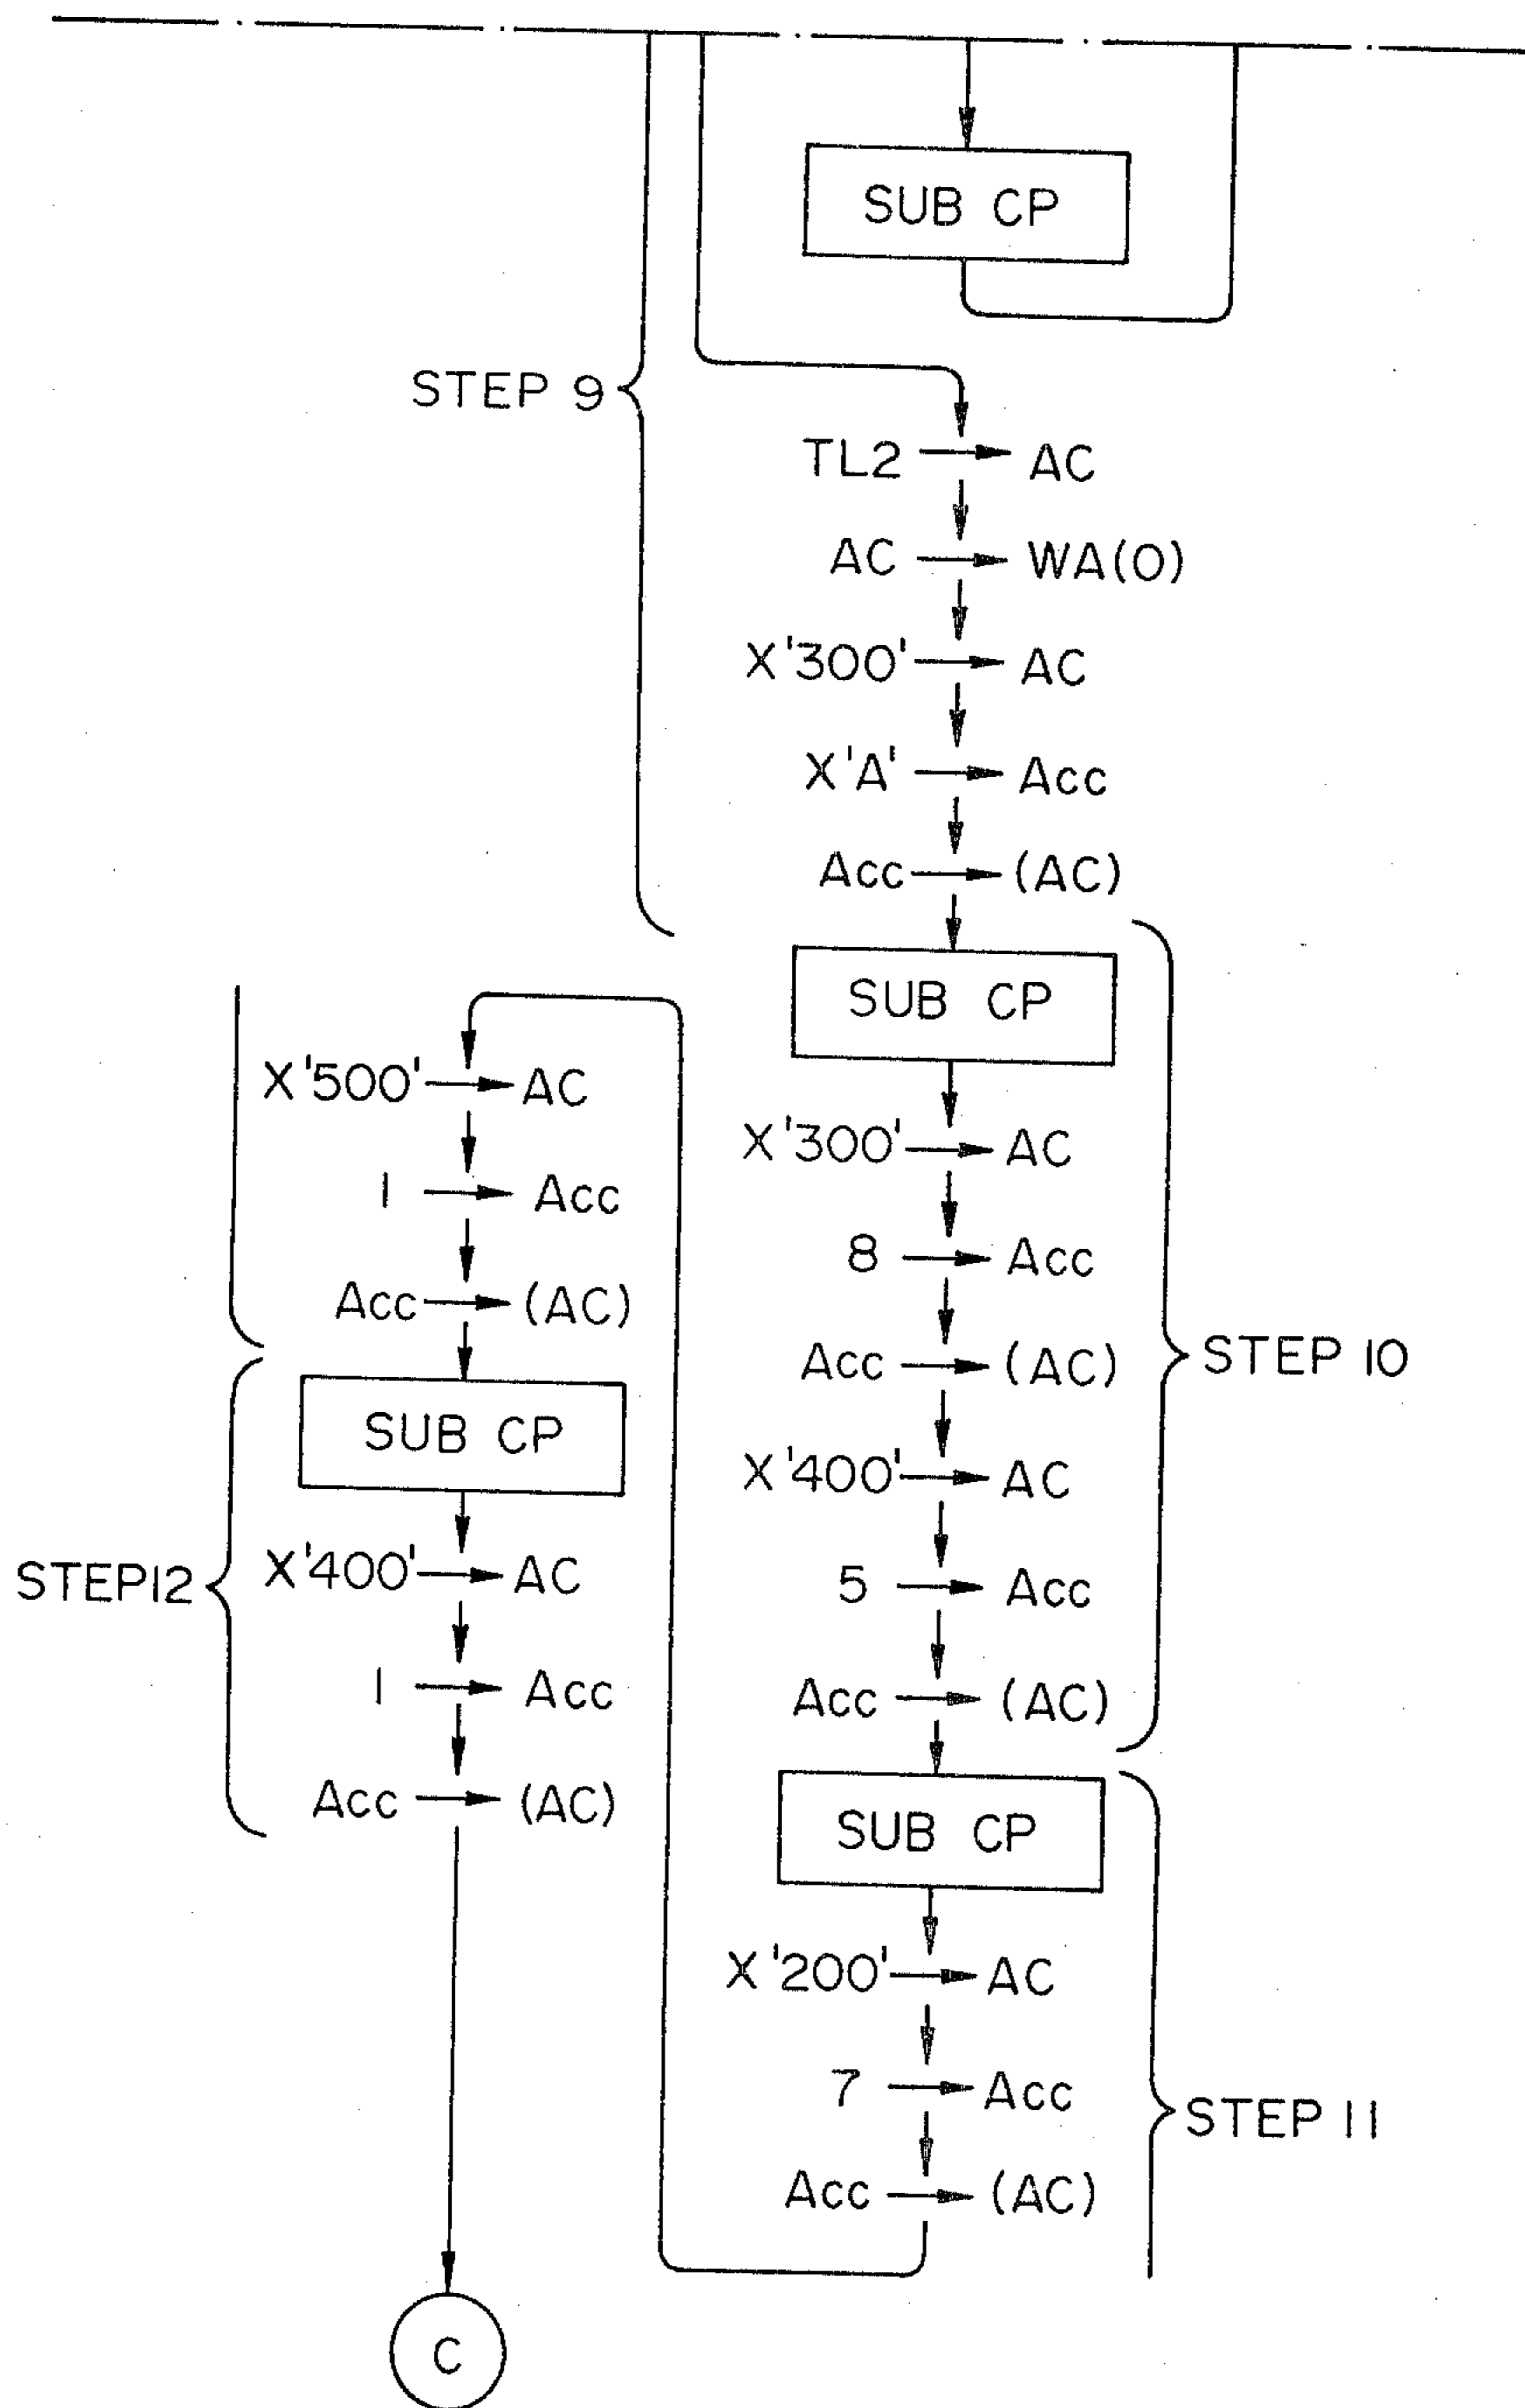 SUB CP
STEP 9
TL2 → AC
AC → WA(0)
X'300' → AC
X'A' → Acc
Acc → (AC)
SUB CP
X'300' → AC
8 → Acc
Acc → (AC)
X'400' → AC
5 → Acc
Acc → (AC)
STEP 10
SUB CP
X'200' → AC
7 → Acc
Acc → (AC)
STEP 11
X'500' → AC
1 → Acc
Acc → (AC)
SUB CP
X'400' → AC
1 → Acc
Acc → (AC)
STEP12
C